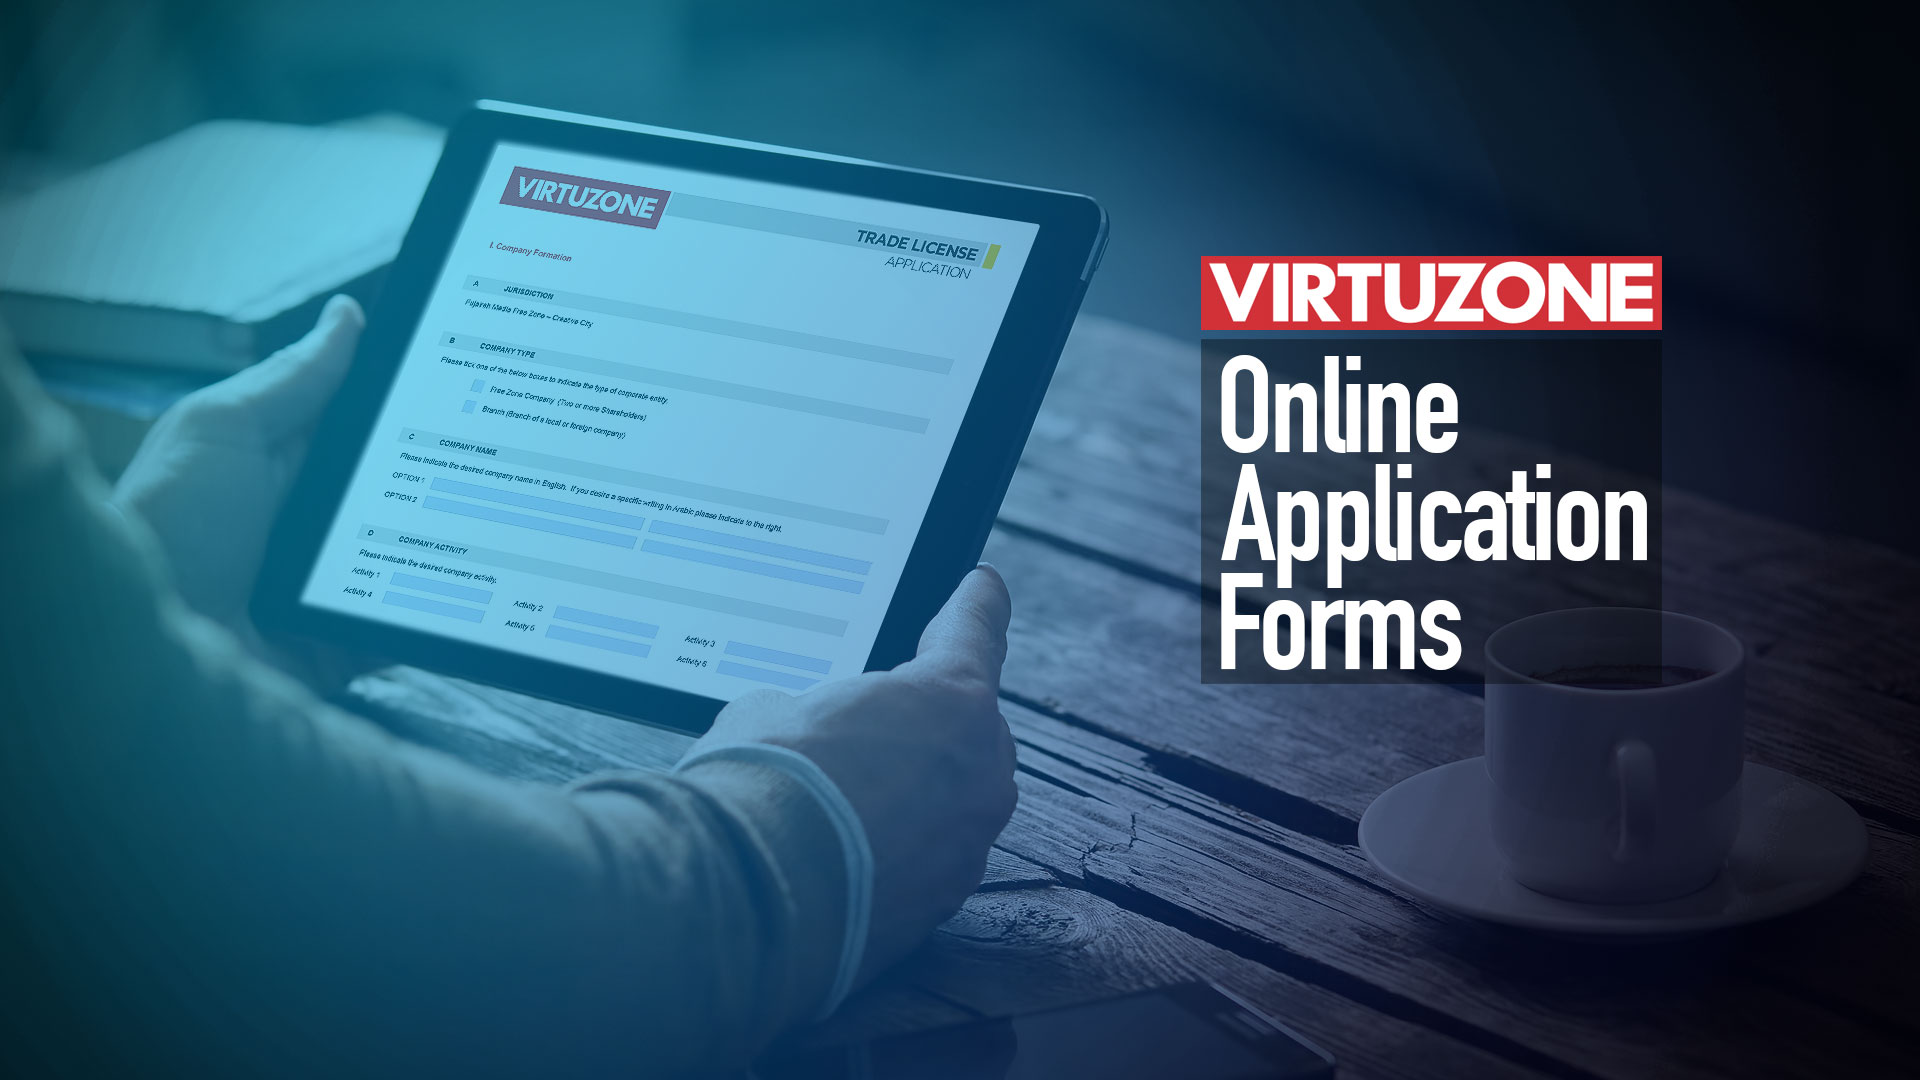 VIRTUZONE
TRADE LICENSE
APPLICATION
I. Company Formation
A JURISDICTION
Fujairah Media Free Zone – Creative City
B COMPANY TYPE
Please tick one of the below boxes to indicate the type of corporate entity.
Free Zone Company (Two or more Shareholders)
Branch (Branch of a local or foreign company)
C COMPANY NAME
Please indicate the desired company name in English. If you desire a specific writing in Arabic please indicate to the right.
OPTION 1
OPTION 2
D COMPANY ACTIVITY
Please indicate the desired company activity.
Activity 1 Activity 2 Activity 3
Activity 4 Activity 5 Activity 6
VIRTUZONE
Online
Application
Forms